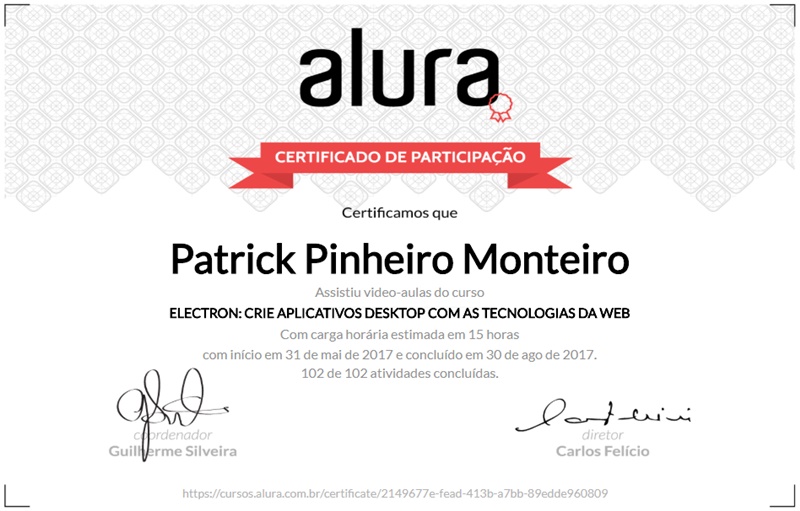 alura
CERTIFICADO DE PARTICIPAÇÃO
Certificamos que
Patrick Pinheiro Monteiro
Assistiu video-aulas do curso
ELECTRON: CRIE APLICATIVOS DESKTOP COM AS TECNOLOGIAS DA WEB
Com carga horária estimada em 15 horas
com início em 31 de mai de 2017 e concluído em 30 de ago de 2017.
102 de 102 atividades concluídas.
coordenador
Guilherme Silveira
diretor
Carlos Felício
https://cursos.alura.com.br/certificate/2149677e-fead-413b-a7bb-89edde960809